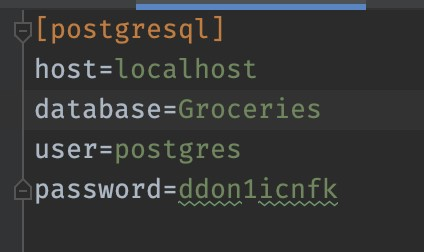 [postgresql]
host=localhost
database=Groceries
user=postgres
password=ddon1icnfk